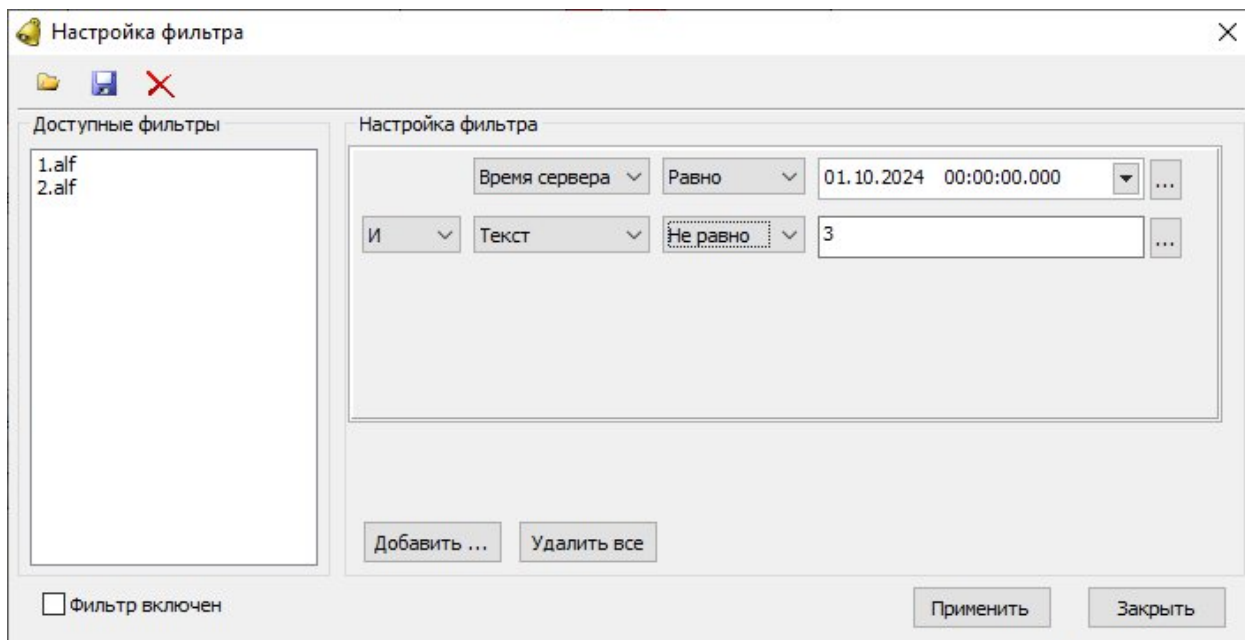 Настройка фильтра
Доступные фильтры
1.alf
2.alf
Настройка фильтра
Время сервера Равно 01.10.2024 00:00:00.000 ...
И Текст Не равно 3 ...
Добавить ... Удалить все
Фильтр включен
Применить Закрыть